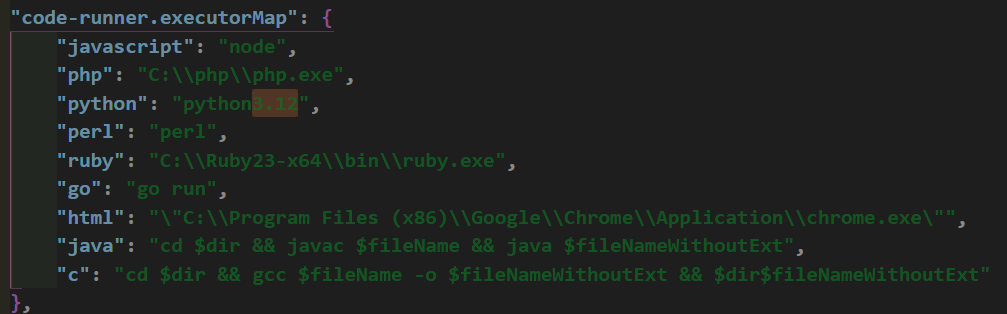 "code-runner.executorMap": {
"javascript": "node",
"php": "C:\\php\\php.exe",
"python": "python3.12",
"perl": "perl",
"ruby": "C:\\Ruby23-x64\\bin\\ruby.exe",
"go": "go run",
"html": "\"C:\\Program Files (x86)\\Google\\Chrome\\Application\\chrome.exe\"",
"java": "cd $dir && javac $fileName && java $fileNameWithoutExt",
"c": "cd $dir && gcc $fileName -o $fileNameWithoutExt && $dir$fileNameWithoutExt"
},